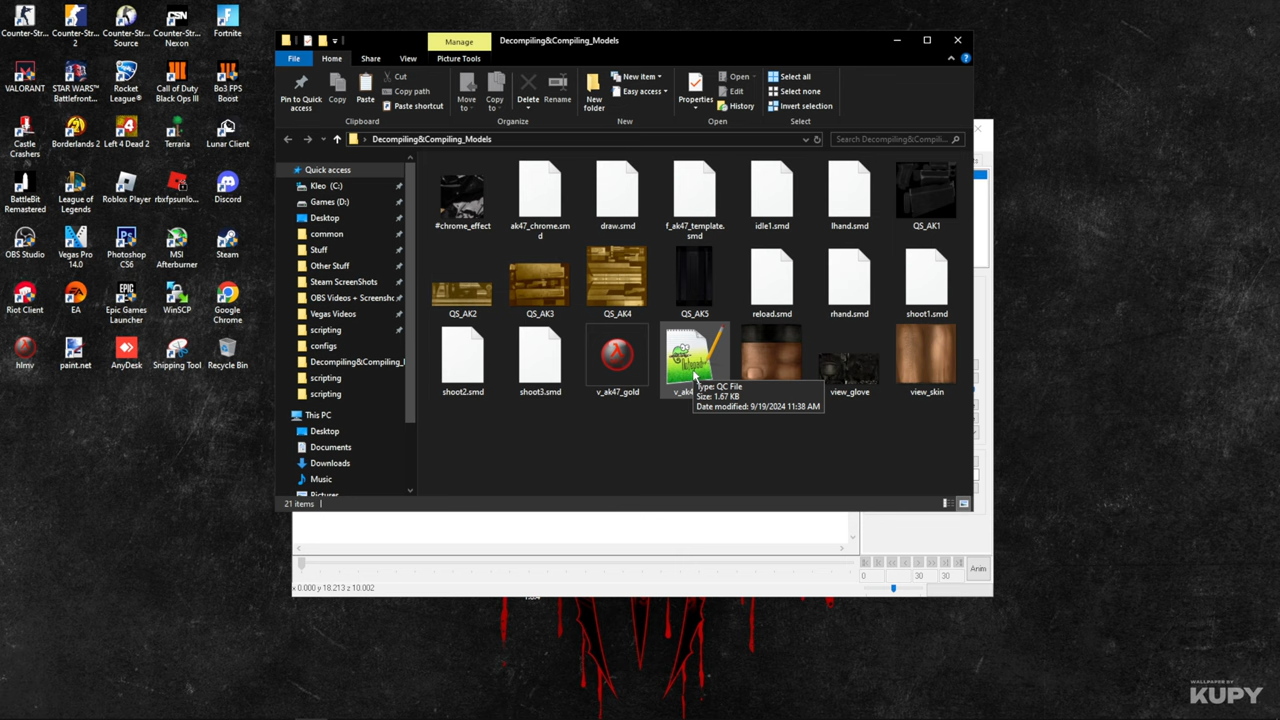 Counter-Str...
Counter-Str... 2
Counter-Str... Source
Counter-Str... Nexon
Fortnite
VALORANT
STAR WARS™ Battlefront...
Rocket League®
Call of Duty Black Ops III
Bo3 FPS Boost
Castle Crashers
Borderlands 2
Left 4 Dead 2
Terraria
Lunar Client
BattleBit Remastered
League of Legends
Roblox Player
rbxfpsunlo...
Discord
OBS Studio
Vegas Pro 14.0
Photoshop CS6
MSI Afterburner
Steam
Riot Client
EA
Epic Games Launcher
WinSCP
Google Chrome
hlmv
paint.net
AnyDesk
Snipping Tool
Recycle Bin
Manage
Decompiling&Compiling_Models
File
Home
Share
View
Picture Tools
Pin to Quick access
Copy
Paste
Cut
Copy path
Paste shortcut
Clipboard
Move to
Copy to
Delete
Rename
Organize
New folder
New item
Easy access
New
Properties
Open
Edit
History
Open
Select all
Select none
Invert selection
Select
Decompiling&Compiling_Models
Search Decompiling&Compili...
Quick access
Kleo (C:)
Games (D:)
Desktop
common
Stuff
Other Stuff
Steam ScreenShots
OBS Videos + Screensho
Vegas Videos
scripting
configs
Decompiling&Compiling_I
scripting
scripting
This PC
Desktop
Documents
Downloads
Music
Pictures
#chrome_effect
ak47_chrome.smd
draw.smd
f_ak47_template.smd
idle1.smd
lhand.smd
QS_AK1
QS_AK2
QS_AK3
QS_AK4
QS_AK5
reload.smd
rhand.smd
shoot1.smd
shoot2.smd
shoot3.smd
v_ak47_gold
v_ak4
view_glove
view_skin
Type: QC File
Size: 1.67 KB
Date modified: 9/19/2024 11:38 AM
21 items
x 0.000 y 18.213 z 10.002
0
30
30
Anim
WALLPAPER BY
KUPY